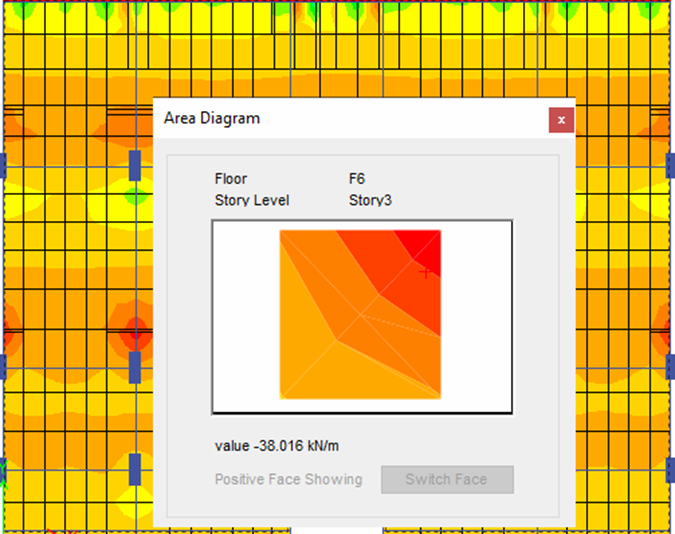 Area Diagram
x
Floor F6
Story Level Story3
value -38.016 kN/m
Positive Face Showing Switch Face